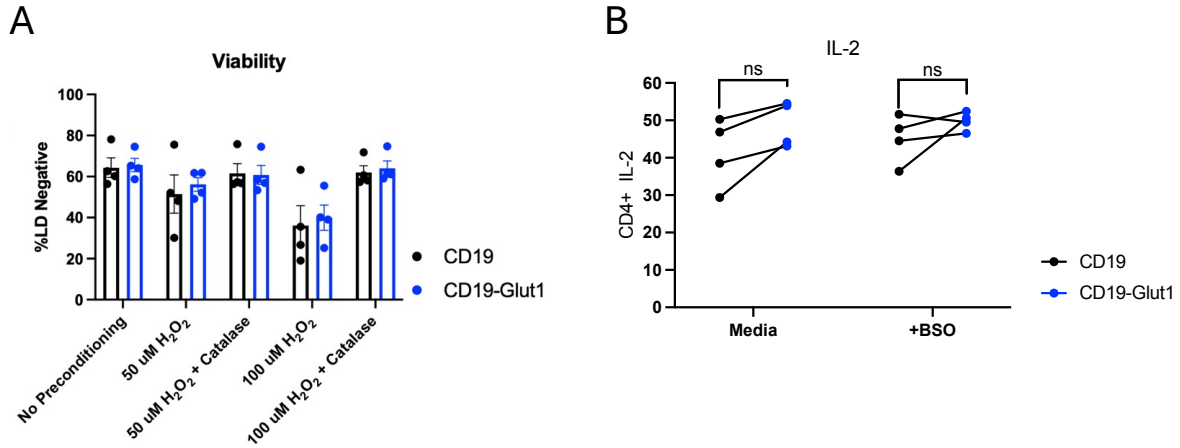 A
Viability
%LD Negative
100
80
60
40
20
0
No Preconditioning
50 uM H₂O₂
50 uM H₂O₂ + Catalase
100 uM H₂O₂
100 uM H₂O₂ + Catalase
CD19
CD19-Glut1
B
IL-2
CD4+ IL-2
60
50
40
30
20
10
0
ns
ns
Media
+BSO
CD19
CD19-Glut1